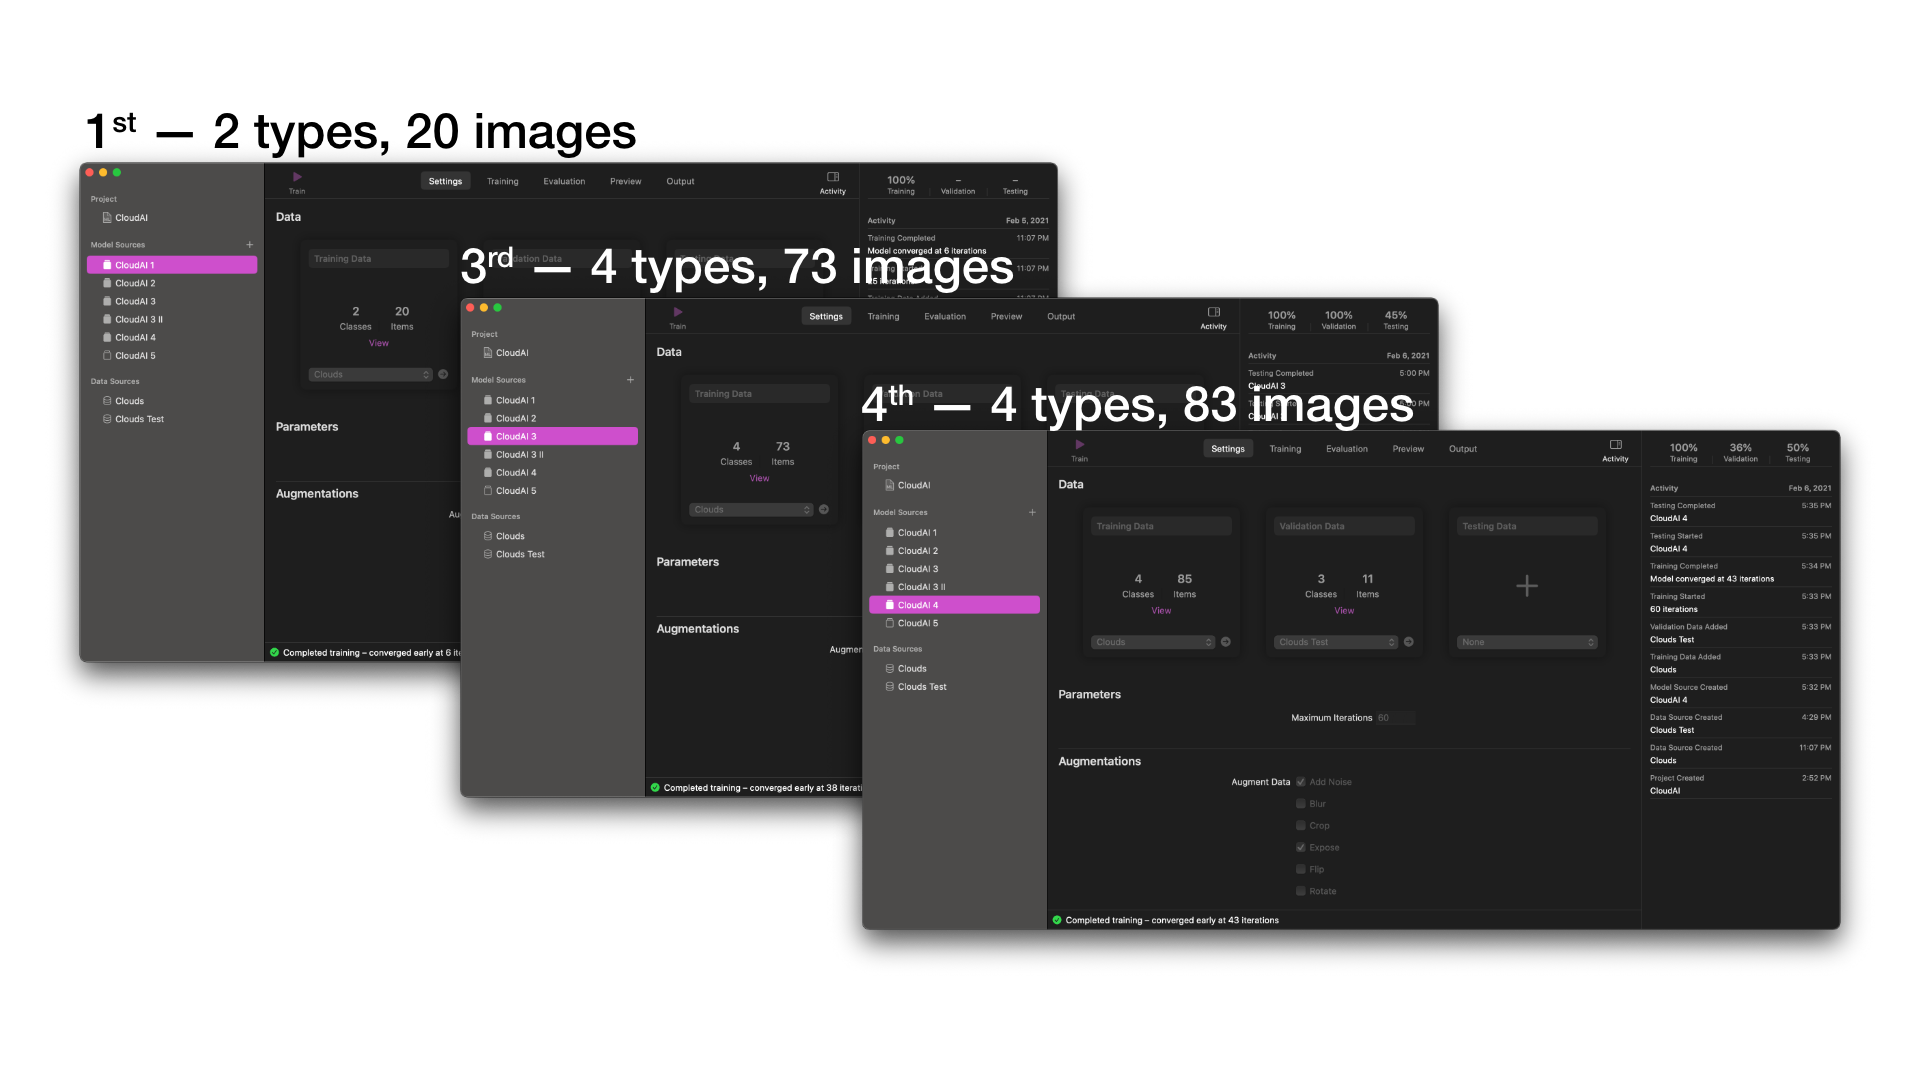 1st — 2 types, 20 images
Train
Settings
Training
Evaluation
Preview
Output
Activity
100%
Training
–
Validation
–
Testing
Project
CloudAI
Model Sources
CloudAI 1
CloudAI 2
CloudAI 3
CloudAI 3 II
CloudAI 4
CloudAI 5
Data Sources
Clouds
Clouds Test
Data
Training Data
2
Classes
20
Items
View
Clouds
Parameters
Augmentations
Completed training – converged early at 6
Activity
Feb 5, 2021
Training Completed
11:07 PM
Model converged at 6 iterations
11:07 PM
3rd — 4 types, 73 images
Train
Settings
Training
Evaluation
Preview
Output
Activity
100%
Training
100%
Validation
45%
Testing
Project
CloudAI
Model Sources
CloudAI 1
CloudAI 2
CloudAI 3
CloudAI 3 II
CloudAI 4
CloudAI 5
Data Sources
Clouds
Clouds Test
Data
Training Data
4
Classes
73
Items
View
Clouds
Parameters
Augmentations
Completed training – converged early at 38
Activity
Feb 6, 2021
Testing Completed
5:00 PM
CloudAI 3
4th — 4 types, 83 images
Train
Settings
Training
Evaluation
Preview
Output
Activity
100%
Training
36%
Validation
50%
Testing
Project
CloudAI
Model Sources
CloudAI 1
CloudAI 2
CloudAI 3
CloudAI 3 II
CloudAI 4
CloudAI 5
Data Sources
Clouds
Clouds Test
Data
Training Data
4
Classes
85
Items
View
Clouds
Validation Data
3
Classes
11
Items
View
Clouds Test
Testing Data
None
Parameters
Maximum Iterations 60
Augmentations
Augment Data
Add Noise
Blur
Crop
Expose
Flip
Rotate
Completed training – converged early at 43 iterations
Activity
Feb 6, 2021
Testing Completed
5:35 PM
CloudAI 4
Testing Started
5:35 PM
CloudAI 4
Training Completed
5:34 PM
Model converged at 43 iterations
Training Started
5:33 PM
60 iterations
Validation Data Added
5:33 PM
Clouds Test
Training Data Added
5:33 PM
Clouds
Model Source Created
5:32 PM
CloudAI 4
Data Source Created
4:29 PM
Clouds Test
Data Source Created
11:07 PM
Clouds
Project Created
2:52 PM
CloudAI